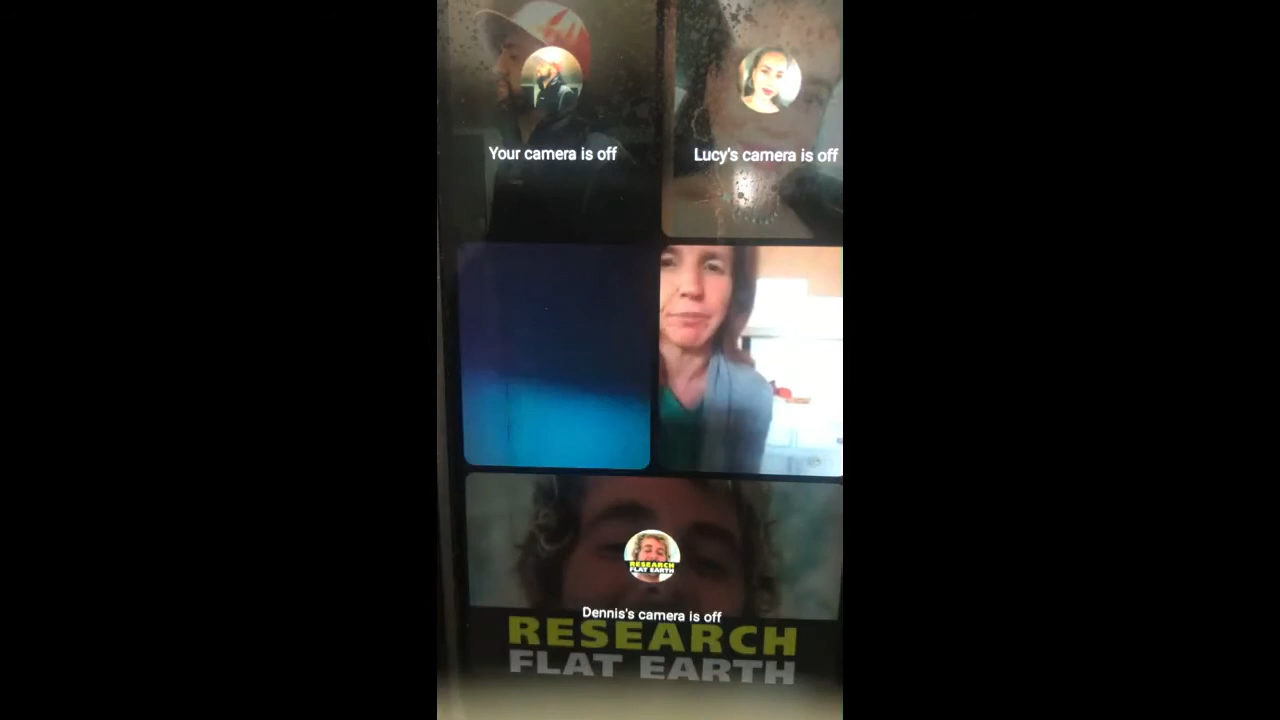 Your camera is off
Lucy's camera is off
RESEARCH
FLAT EARTH
Dennis's camera is off
RESEARCH
FLAT EARTH